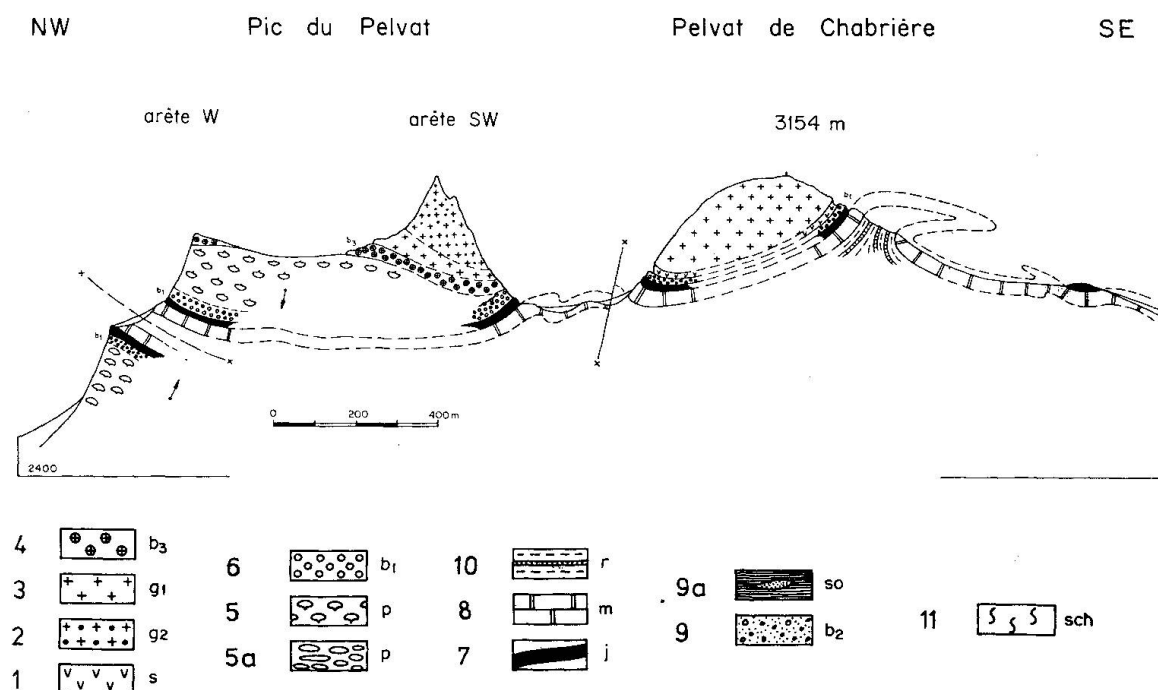 NW Pic du Pelvat Pelvat de Chabrière SE
arête W arête SW 3154 m
b1
b3
b1
b1
0 200 400 m
2400
4 b3
3 g1
2 g2
1 s
6 b1
5 p
5a p
10 r
8 m
7 j
9a so
9 b2
11 sch